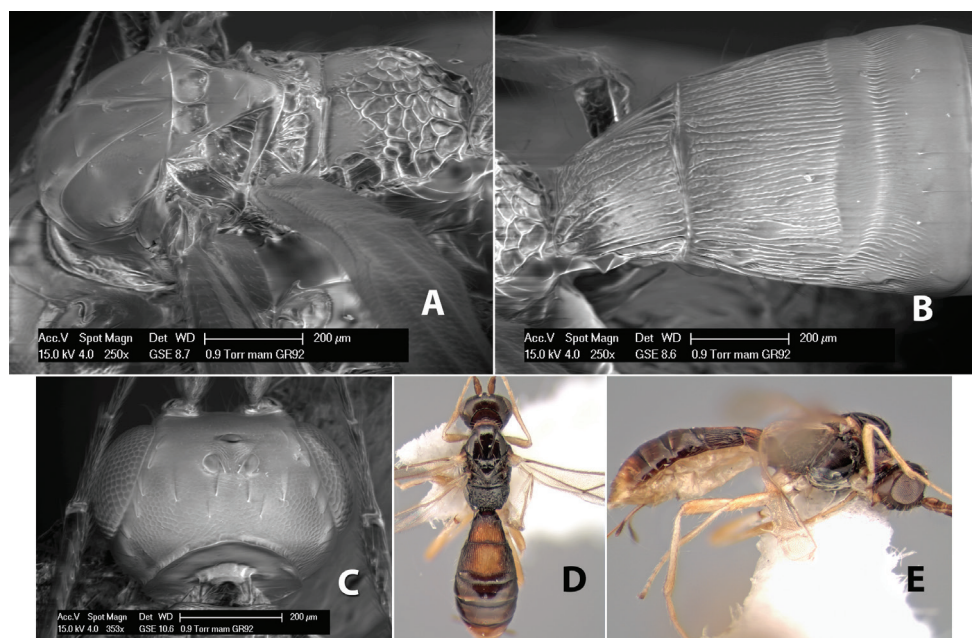 A
Acc.V Spot Magn Det WD 200 µm
15.0 kV 4.0 250x GSE 8.7 0.9 Torr mam GR92
B
Acc.V Spot Magn Det WD 200 µm
15.0 kV 4.0 250x GSE 8.6 0.9 Torr mam GR92
C
Acc.V Spot Magn Det WD 200 µm
15.0 kV 4.0 353x GSE 10.6 0.9 Torr mam GR92
D
E